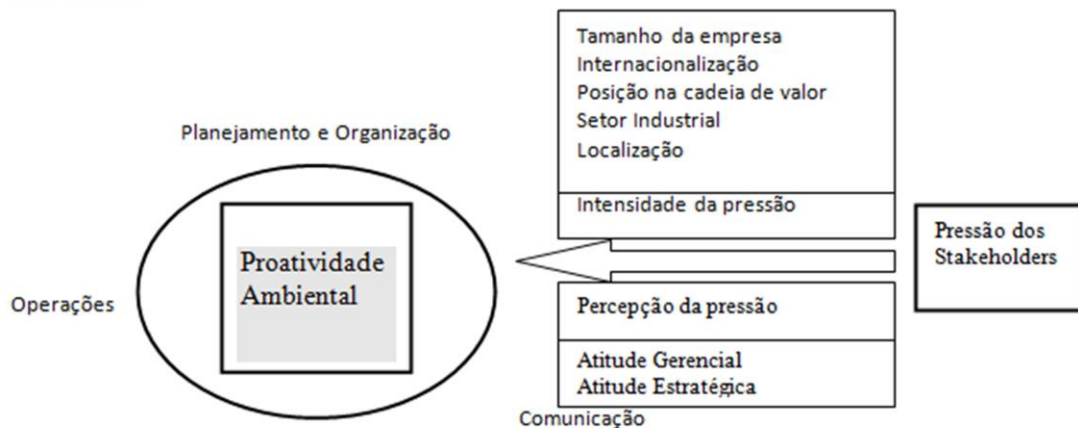 Tamanho da empresa
Internacionalização
Posição na cadeia de valor
Setor Industrial
Localização
Intensidade da pressão
Planejamento e Organização
Proatividade
Ambiental
Operações
Pressão dos
Stakeholders
Percepção da pressão
Atitude Gerencial
Atitude Estratégica
Comunicação